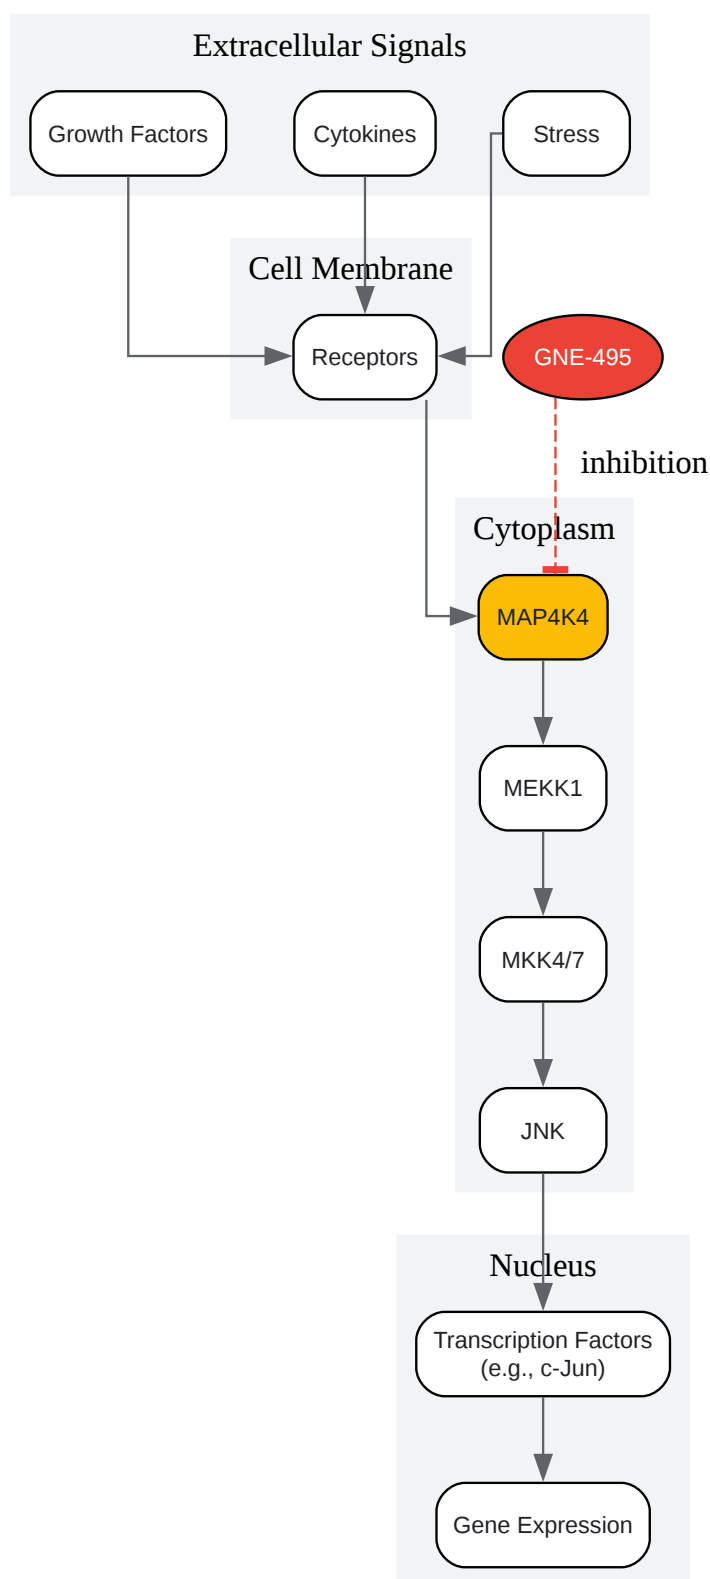 Extracellular Signals
Growth Factors
Cytokines
Stress
Cell Membrane
Receptors
GNE-495
inhibition
Cytoplasm
MAP4K4
MEKK1
MKK4/7
JNK
Nucleus
Transcription Factors
(e.g., c-Jun)
Gene Expression